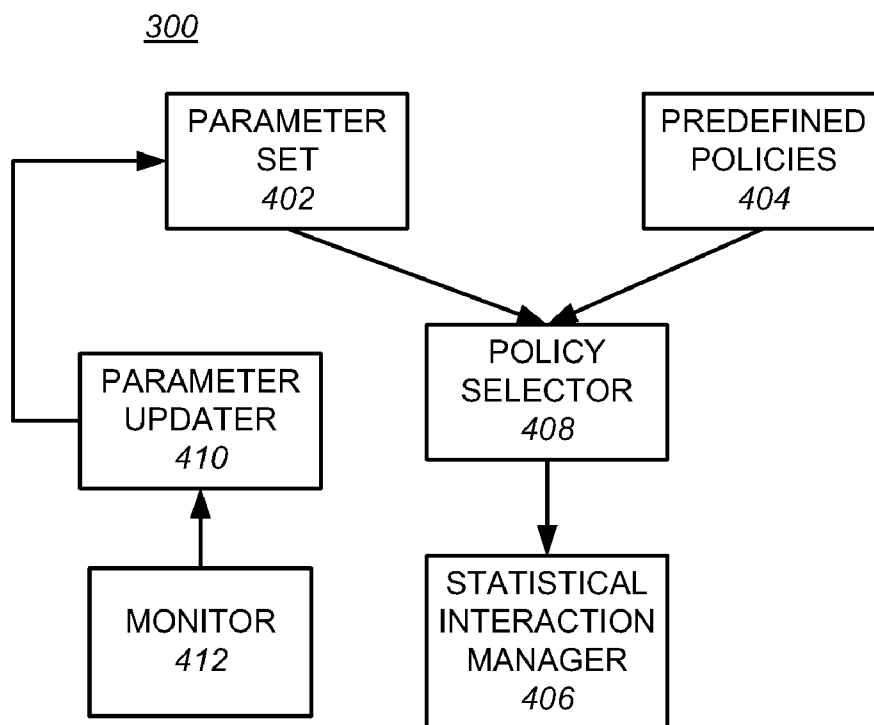 300
PARAMETER
SET
402
PREDEFINED
POLICIES
404
PARAMETER
UPDATER
410
POLICY
SELECTOR
408
MONITOR
412
STATISTICAL
INTERACTION
MANAGER
406